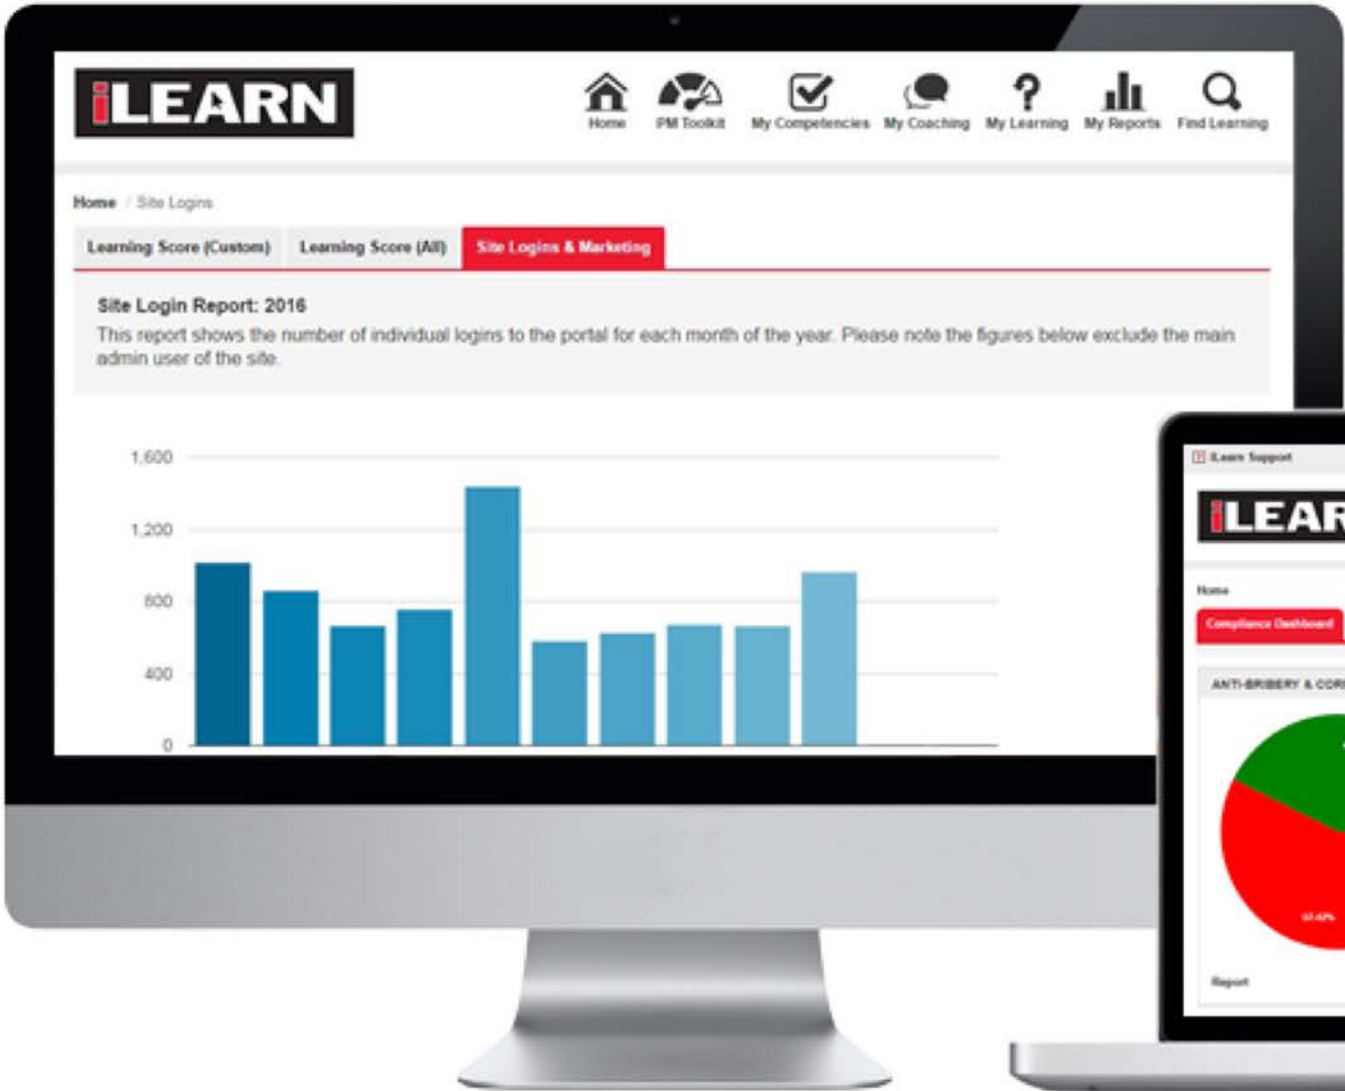 iLEARN
Home
PM Toolkit
My Competencies
My Coaching
My Learning
My Reports
Find Learning
Home / Site Logins
Learning Score (Custom)
Learning Score (All)
Site Logins & Marketing
Site Login Report: 2016
This report shows the number of individual logins to the portal for each month of the year. Please note the figures below exclude the main
admin user of the site.
1,600
1,200
800
400
0
iLearn Support
iLEAR
Home
Compliance Dashboard
ANTI-BRIBERY & COR
Report